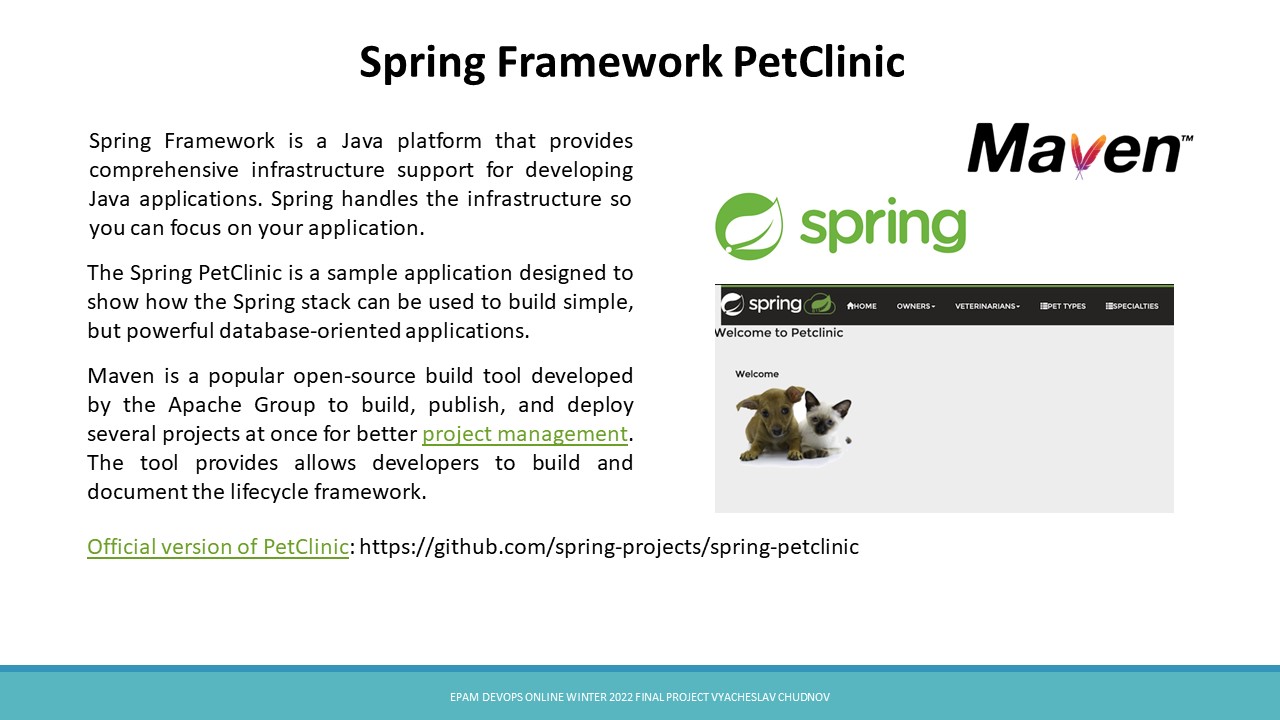 Spring Framework PetClinic
Spring Framework is a Java platform that provides
comprehensive infrastructure support for developing
Java applications. Spring handles the infrastructure so
you can focus on your application.
The Spring PetClinic is a sample application designed to
show how the Spring stack can be used to build simple,
but powerful database-oriented applications.
Maven is a popular open-source build tool developed
by the Apache Group to build, publish, and deploy
several projects at once for better project management.
The tool provides allows developers to build and
document the lifecycle framework.
Official version of PetClinic: https://github.com/spring-projects/spring-petclinic
Maven™
spring
spring HOME OWNERS VETERINARIANS PET TYPES SPECIALTIES
Welcome to Petclinic
Welcome
EPAM DEVOPS ONLINE WINTER 2022 FINAL PROJECT VYACHESLAV CHUDNOV